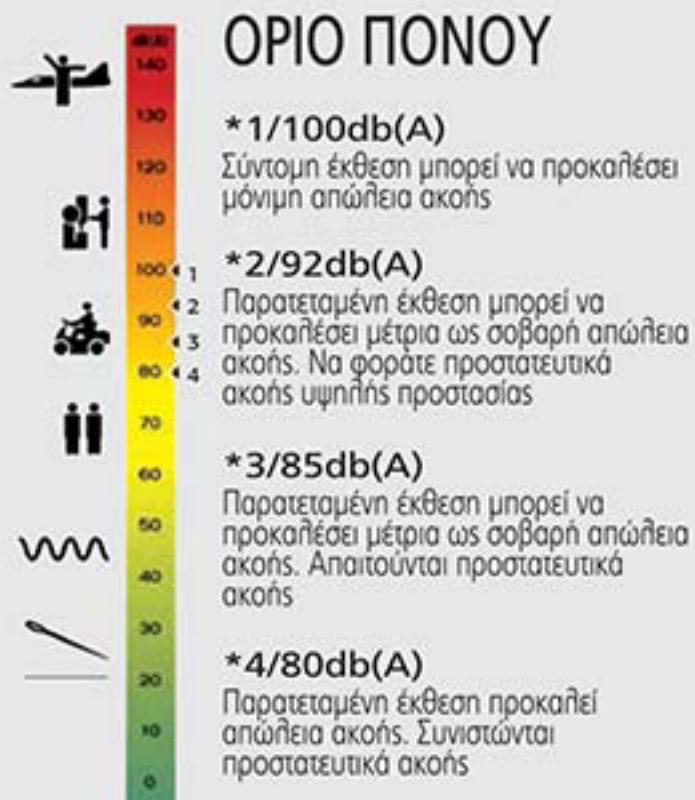 ΟΡΙΟ ΠΟΝΟΥ
*1/100db(A)
Σύντομη έκθεση μπορεί να προκαλέσει
μόνιμη απώλεια ακοής
*2/92db(A)
Παρατεταμένη έκθεση μπορεί να
προκαλέσει μέτρια ως σοβαρή απώλεια
ακοής. Να φοράτε προστατευτικά
ακοής υψηλής προστασίας
*3/85db(A)
Παρατεταμένη έκθεση μπορεί να
προκαλέσει μέτρια ως σοβαρή απώλεια
ακοής. Απαιτούνται προστατευτικά
ακοής
*4/80db(A)
Παρατεταμένη έκθεση προκαλεί
απώλεια ακοής. Συνιστώνται
προστατευτικά ακοής
140
130
120
110
100 1
2
90
3
80 4
70
60
50
40
30
20
10
0